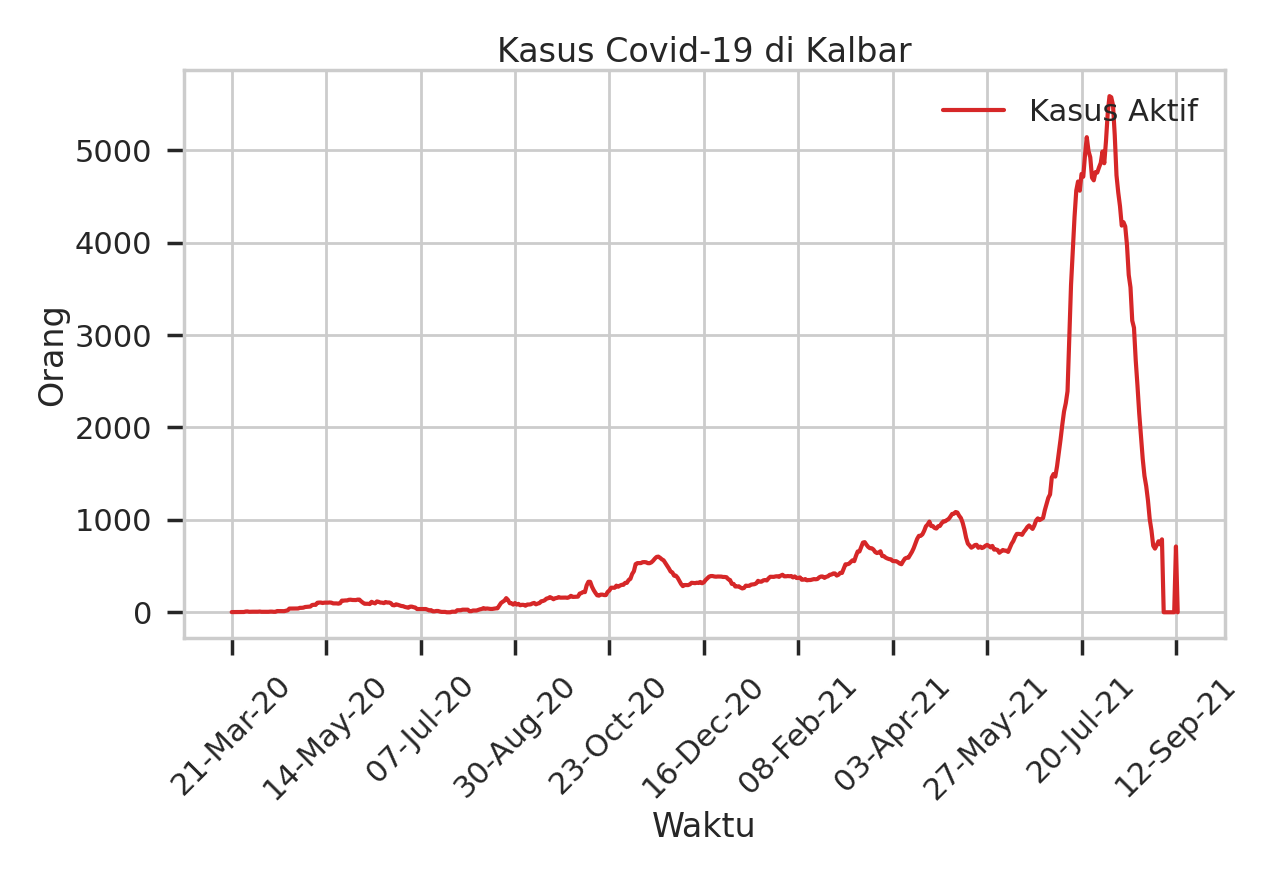 Kasus Covid-19 di Kalbar
Kasus Aktif
Orang
5000
4000
3000
2000
1000
0
21-Mar-20
14-May-20
07-Jul-20
30-Aug-20
23-Oct-20
16-Dec-20
08-Feb-21
03-Apr-21
27-May-21
20-Jul-21
12-Sep-21
Waktu